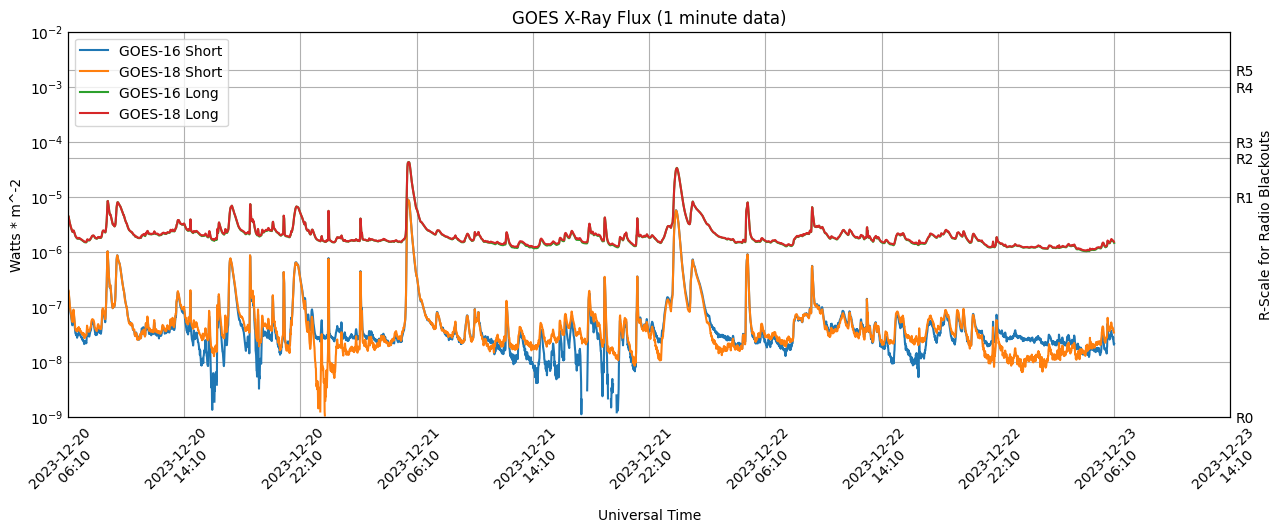 GOES X-Ray Flux (1 minute data)
GOES-16 Short
GOES-18 Short
GOES-16 Long
GOES-18 Long
Watts * m^-2
10^-2
10^-3
10^-4
10^-5
10^-6
10^-7
10^-8
10^-9
R5
R4
R3
R2
R1
R0
R-Scale for Radio Blackouts
2023-12-20
06:10
2023-12-20
14:10
2023-12-20
22:10
2023-12-21
06:10
2023-12-21
14:10
2023-12-21
22:10
2023-12-22
06:10
2023-12-22
14:10
2023-12-22
22:10
2023-12-23
06:10
2023-12-23
14:10
Universal Time